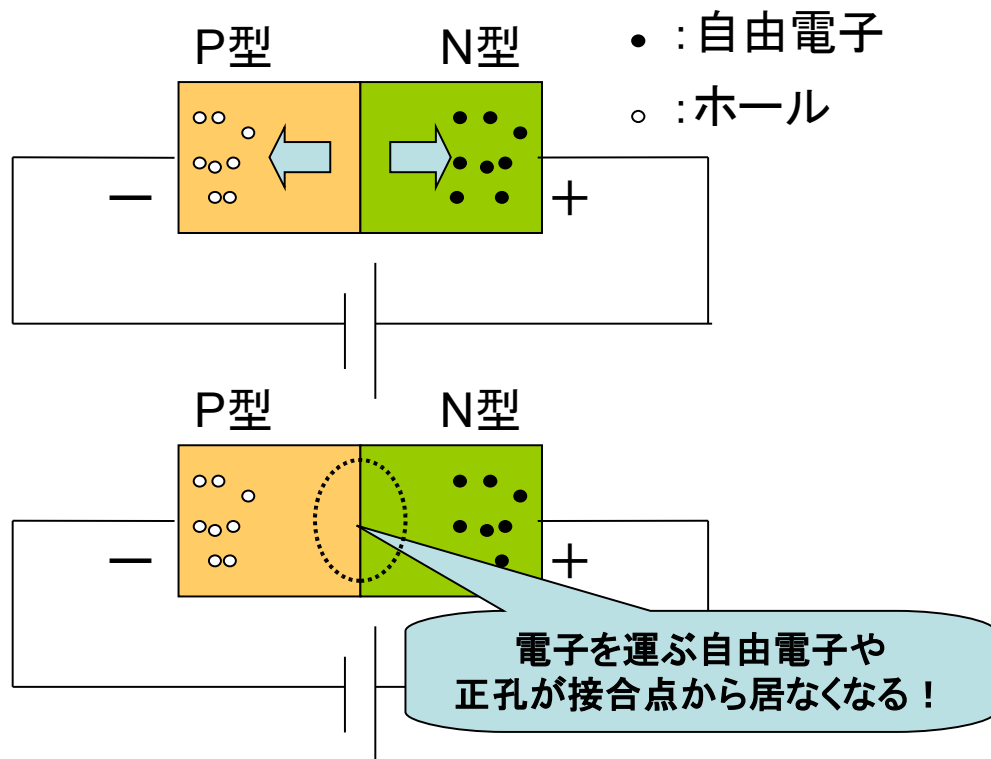 P型 N型
● :自由電子
○ :ホール
－ ＋
P型 N型
－ ＋
電子を運ぶ自由電子や
正孔が接合点から居なくなる！